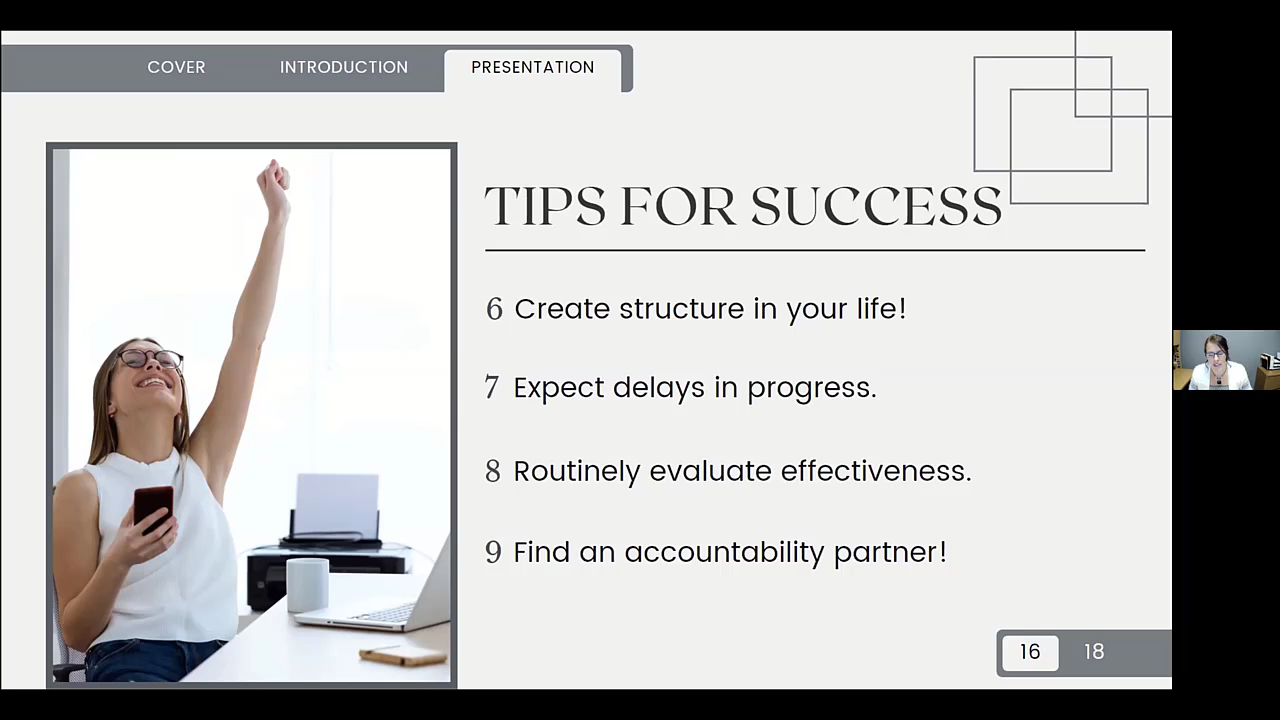 COVER INTRODUCTION PRESENTATION
TIPS FOR SUCCESS
6 Create structure in your life!
7 Expect delays in progress.
8 Routinely evaluate effectiveness.
9 Find an accountability partner!
16 18